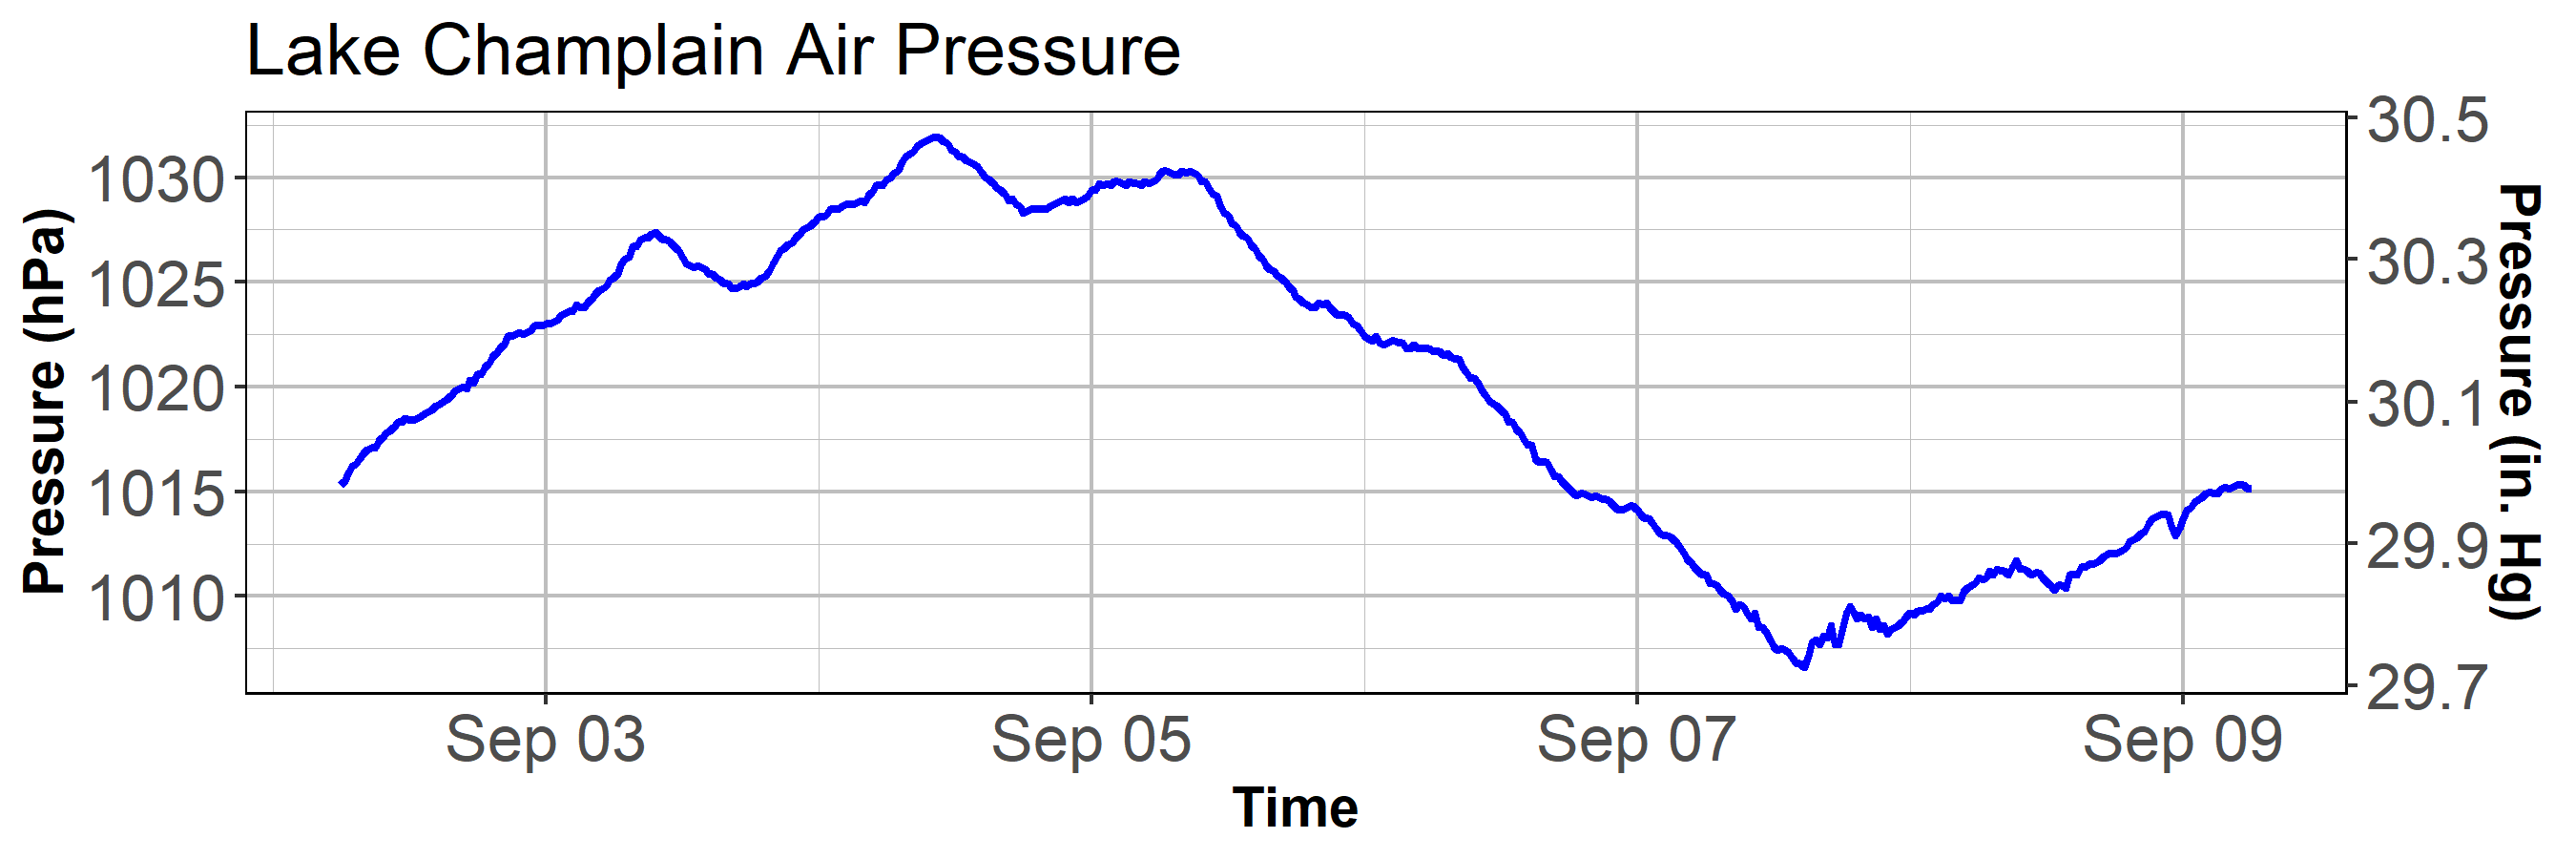 Lake Champlain Air Pressure
Pressure (hPa)
1030
1025
1020
1015
1010
30.5
30.3
30.1
29.9
29.7
Pressure (in. Hg)
Sep 03
Sep 05
Sep 07
Sep 09
Time